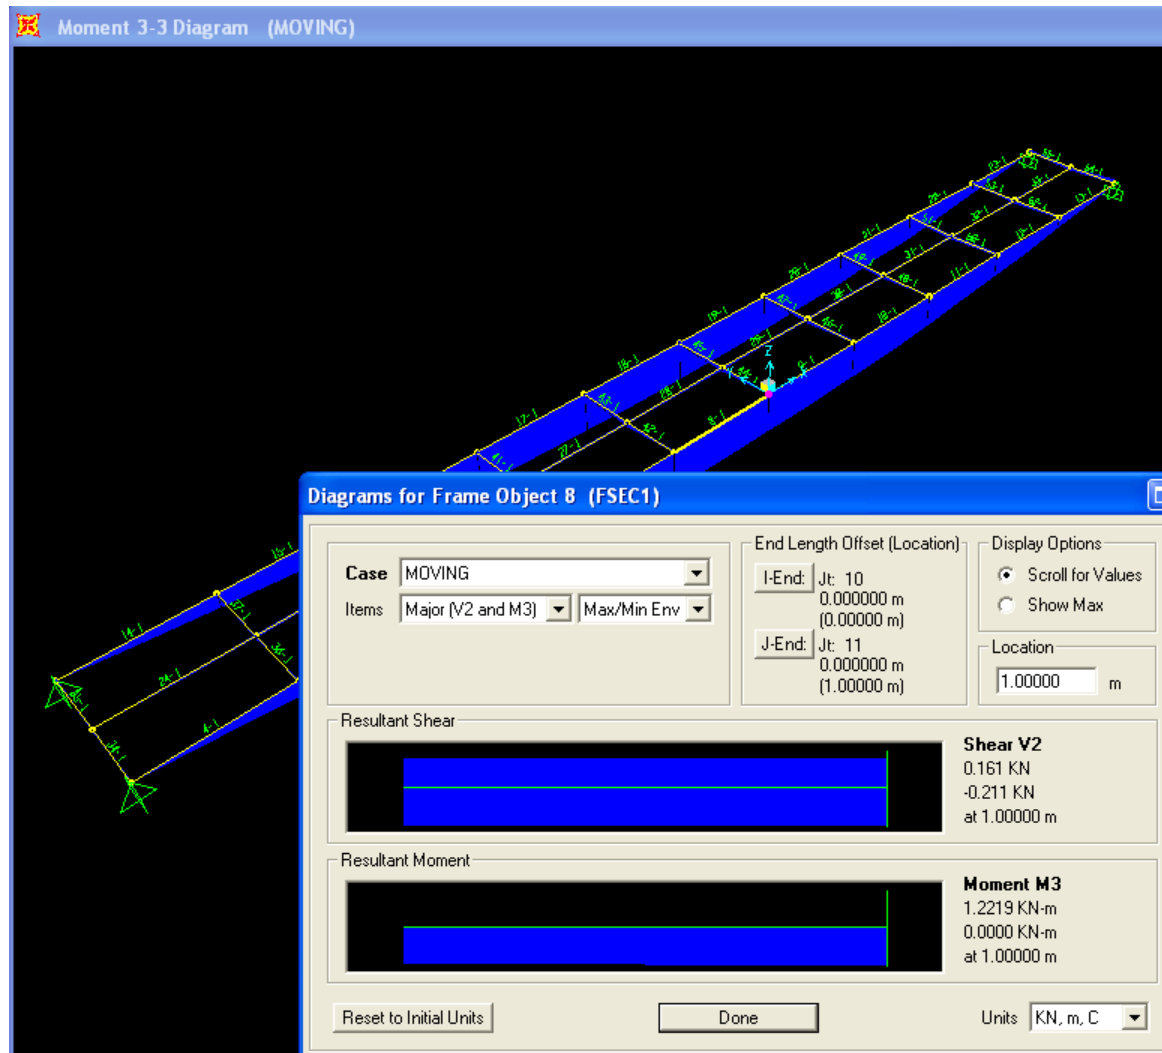 Moment 3-3 Diagram (MOVING)
Z
Diagrams for Frame Object 8 (FSEC1)
Case MOVING
Items Major (V2 and M3) Max/Min Env
End Length Offset (Location)
I-End: Jt: 10
0.000000 m
(0.00000 m)
J-End: Jt: 11
0.000000 m
(1.00000 m)
Display Options
Scroll for Values
Show Max
Location
1.00000 m
Resultant Shear
Shear V2
0.161 KN
-0.211 KN
at 1.00000 m
Resultant Moment
Moment M3
1.2219 KN-m
0.0000 KN-m
at 1.00000 m
Reset to Initial Units
Done
Units KN, m, C